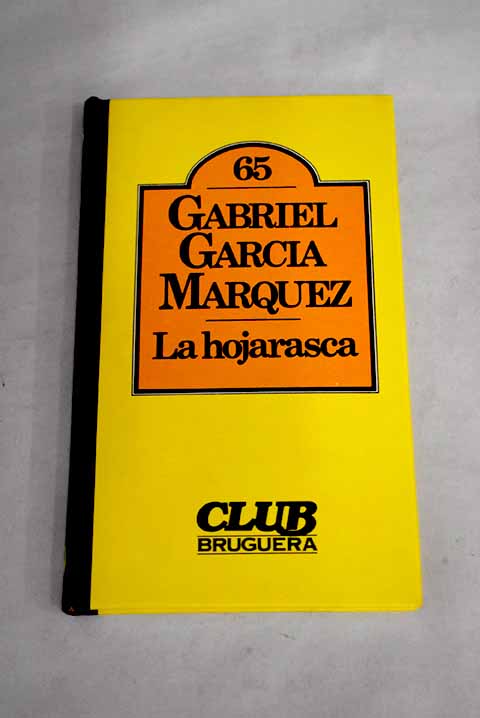 65
GABRIEL
GARCIA
MARQUEZ
La hojarasca
CLUB
BRUGUERA